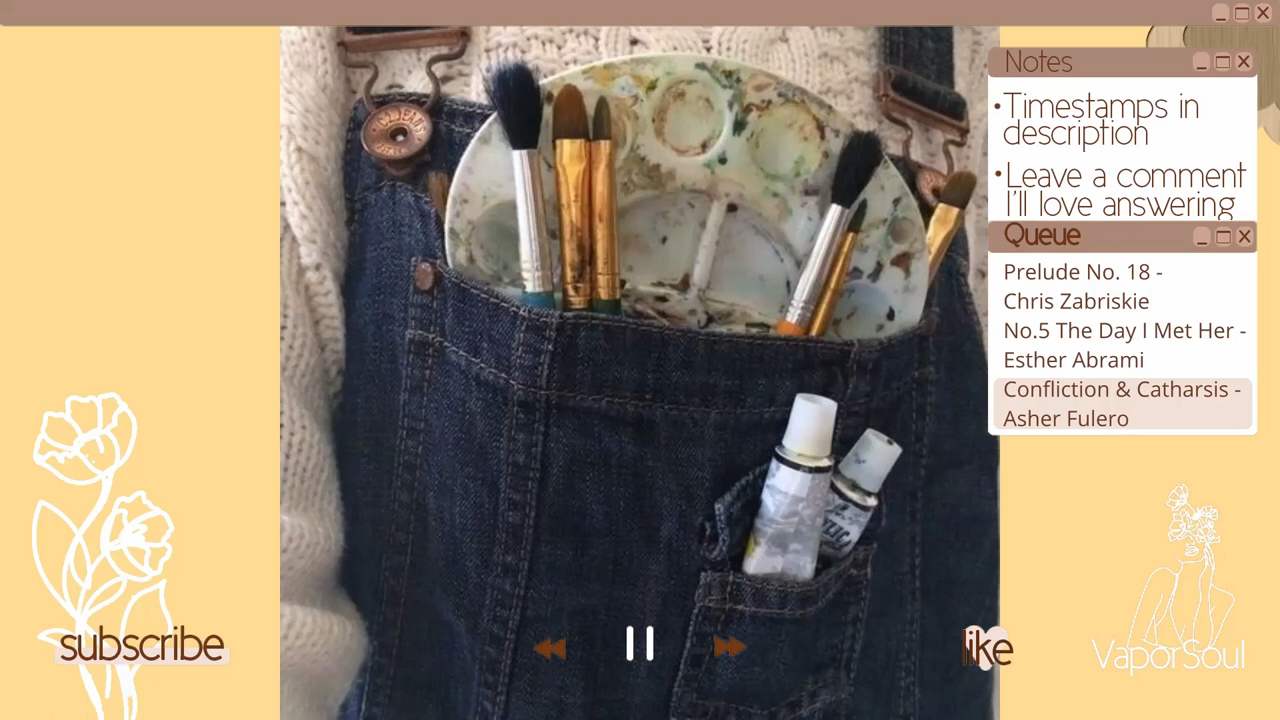 Notes
•Timestamps in
description
•Leave a comment
I'll love answering
Queue
Prelude No. 18 -
Chris Zabriskie
No.5 The Day I Met Her -
Esther Abrami
Confliction & Catharsis -
Asher Fulero
subscribe
like
VaporSoul